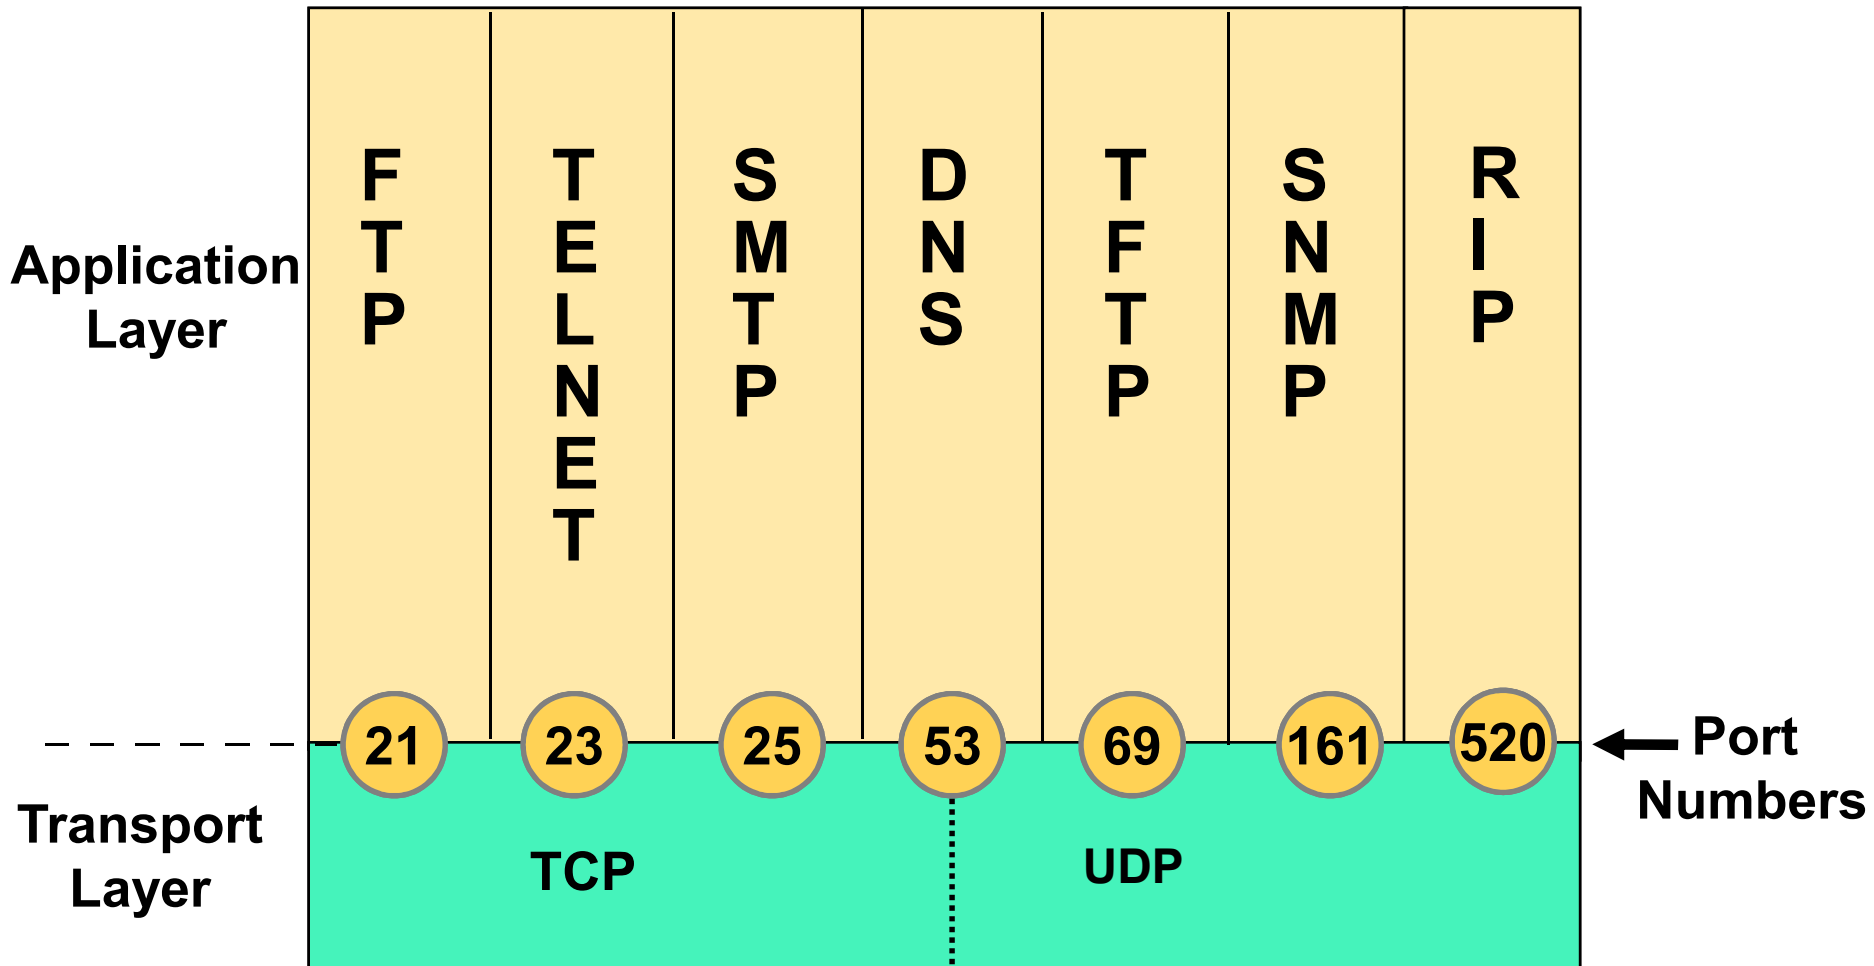 FTP
TELNET
SMTP
DNS
TFTP
SNMP
RIP
Application
Layer
21 23 25 53 69 161 520
Port
Numbers
Transport
Layer
TCP
UDP